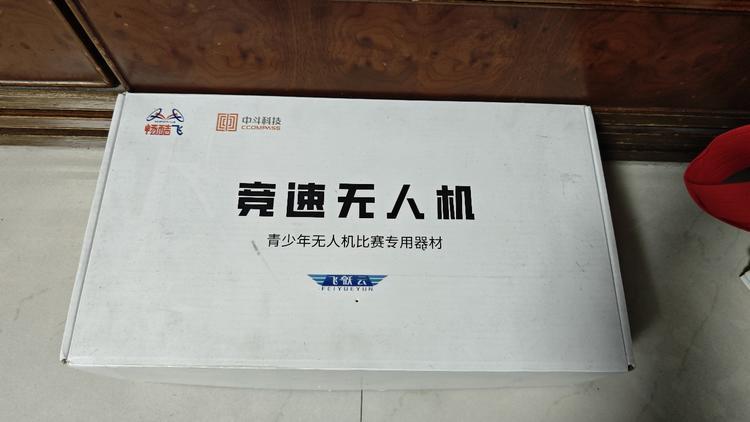 畅酷飞
中斗科技
CCOMPASS
竞速无人机
青少年无人机比赛专用器材
飞跃云
FEIYUEYUN